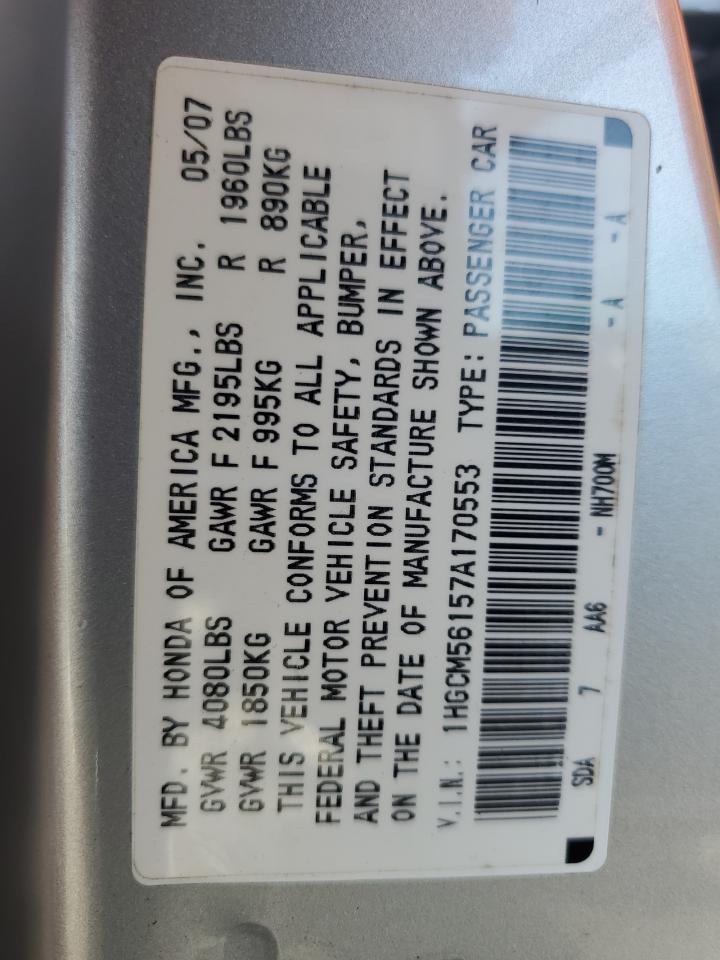 MFD. BY HONDA OF AMERICA MFG., INC. 05/07
GVWR 4080LBS GAWR F 2195LBS R 1960LBS
GVWR 1850KG GAWR F 995KG R 890KG
THIS VEHICLE CONFORMS TO ALL APPLICABLE
FEDERAL MOTOR VEHICLE SAFETY, BUMPER,
AND THEFT PREVENTION STANDARDS IN EFFECT
ON THE DATE OF MANUFACTURE SHOWN ABOVE.
V.I.N.: 1HGCM56157A170553 TYPE: PASSENGER CAR
SDA 7 AA6 - NH700M -A -A